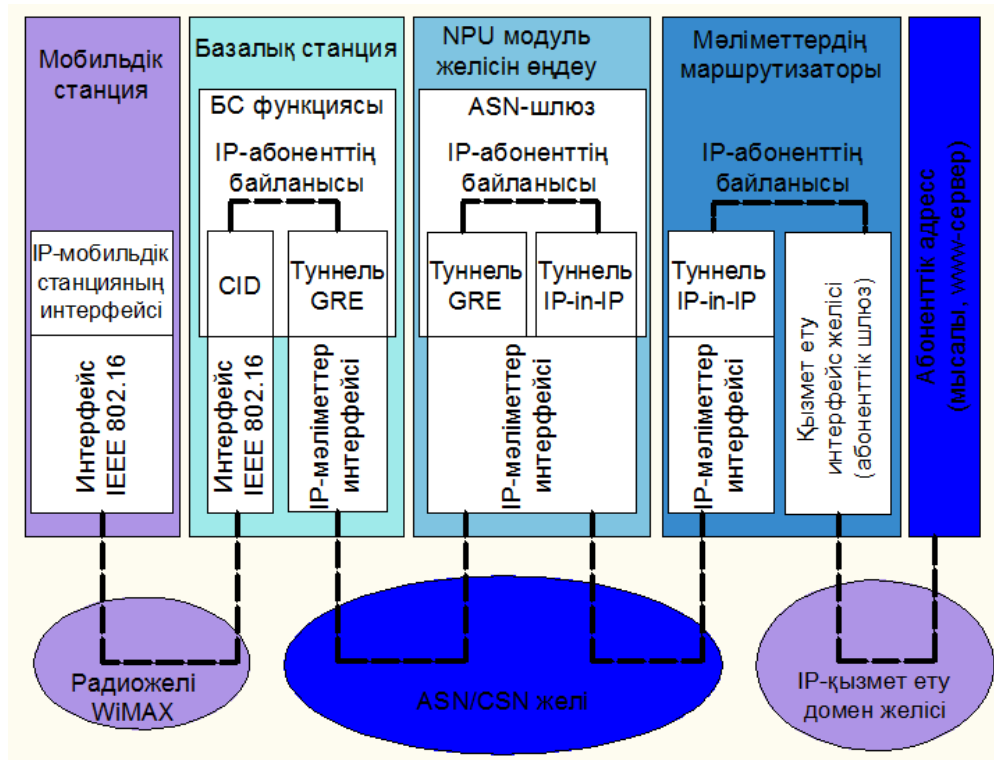 Мобильдік
станция
IP-мобильдік
станцияның
интерфейсі
Интерфейс
IEEE 802.16
Базалық станция
БС функциясы
IP-абоненттің
байланысы
CID
Туннель
GRE
Интерфейс
IEEE 802.16
IP-мәліметтер
интерфейсі
NPU модуль
желісін өңдеу
ASN-шлюз
IP-абоненттің
байланысы
Туннель
GRE
Туннель
IP-in-IP
IP-мәліметтер
интерфейсі
Мәліметтердің
маршрутизаторы
IP-абоненттің
байланысы
Туннель
IP-in-IP
IP-мәліметтер
интерфейсі
Қызмет ету
интерфейс желісі
(абоненттік шлюз)
Абоненттік адресс
(мысалы, www-сервер)
Радиожелі
WiMAX
ASN/CSN желі
IP-қызмет ету
домен желісі